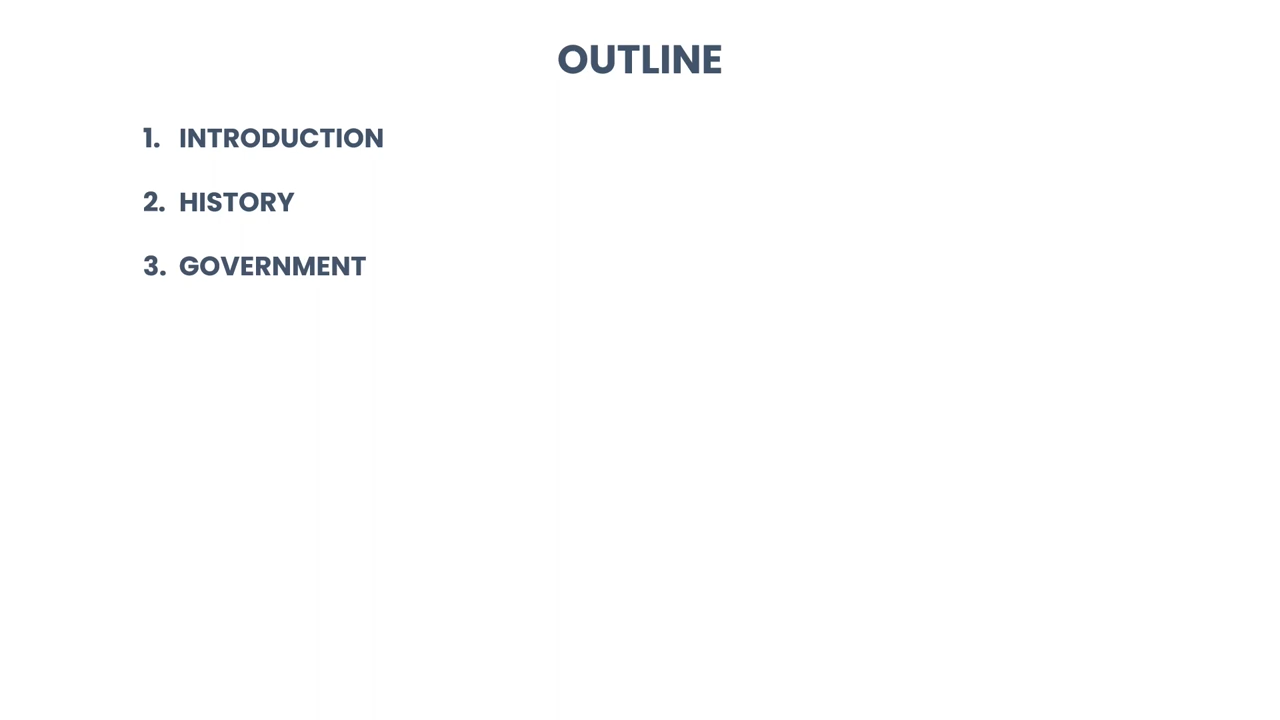 OUTLINE
1. INTRODUCTION
2. HISTORY
3. GOVERNMENT